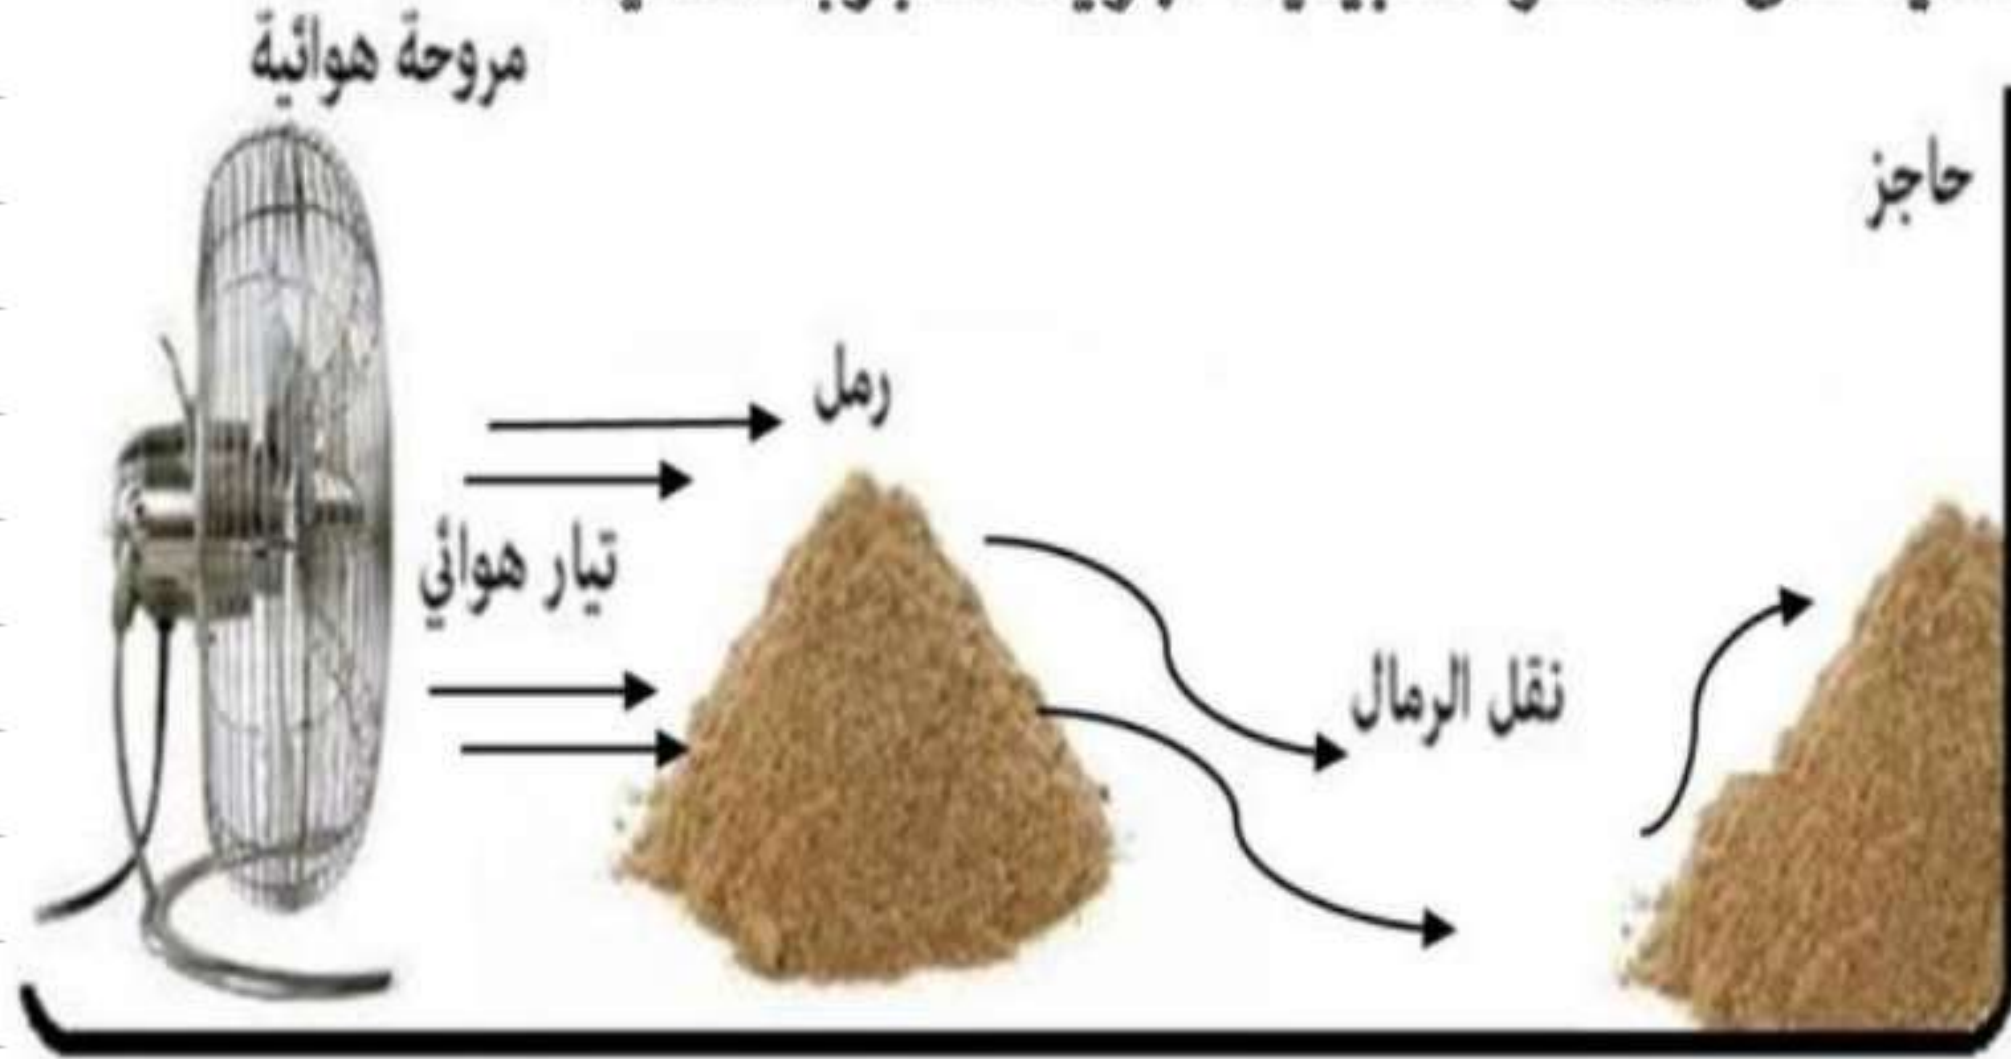 مروحة هوائية
حاجز
رمل
تيار هوائي
نقل الرمال